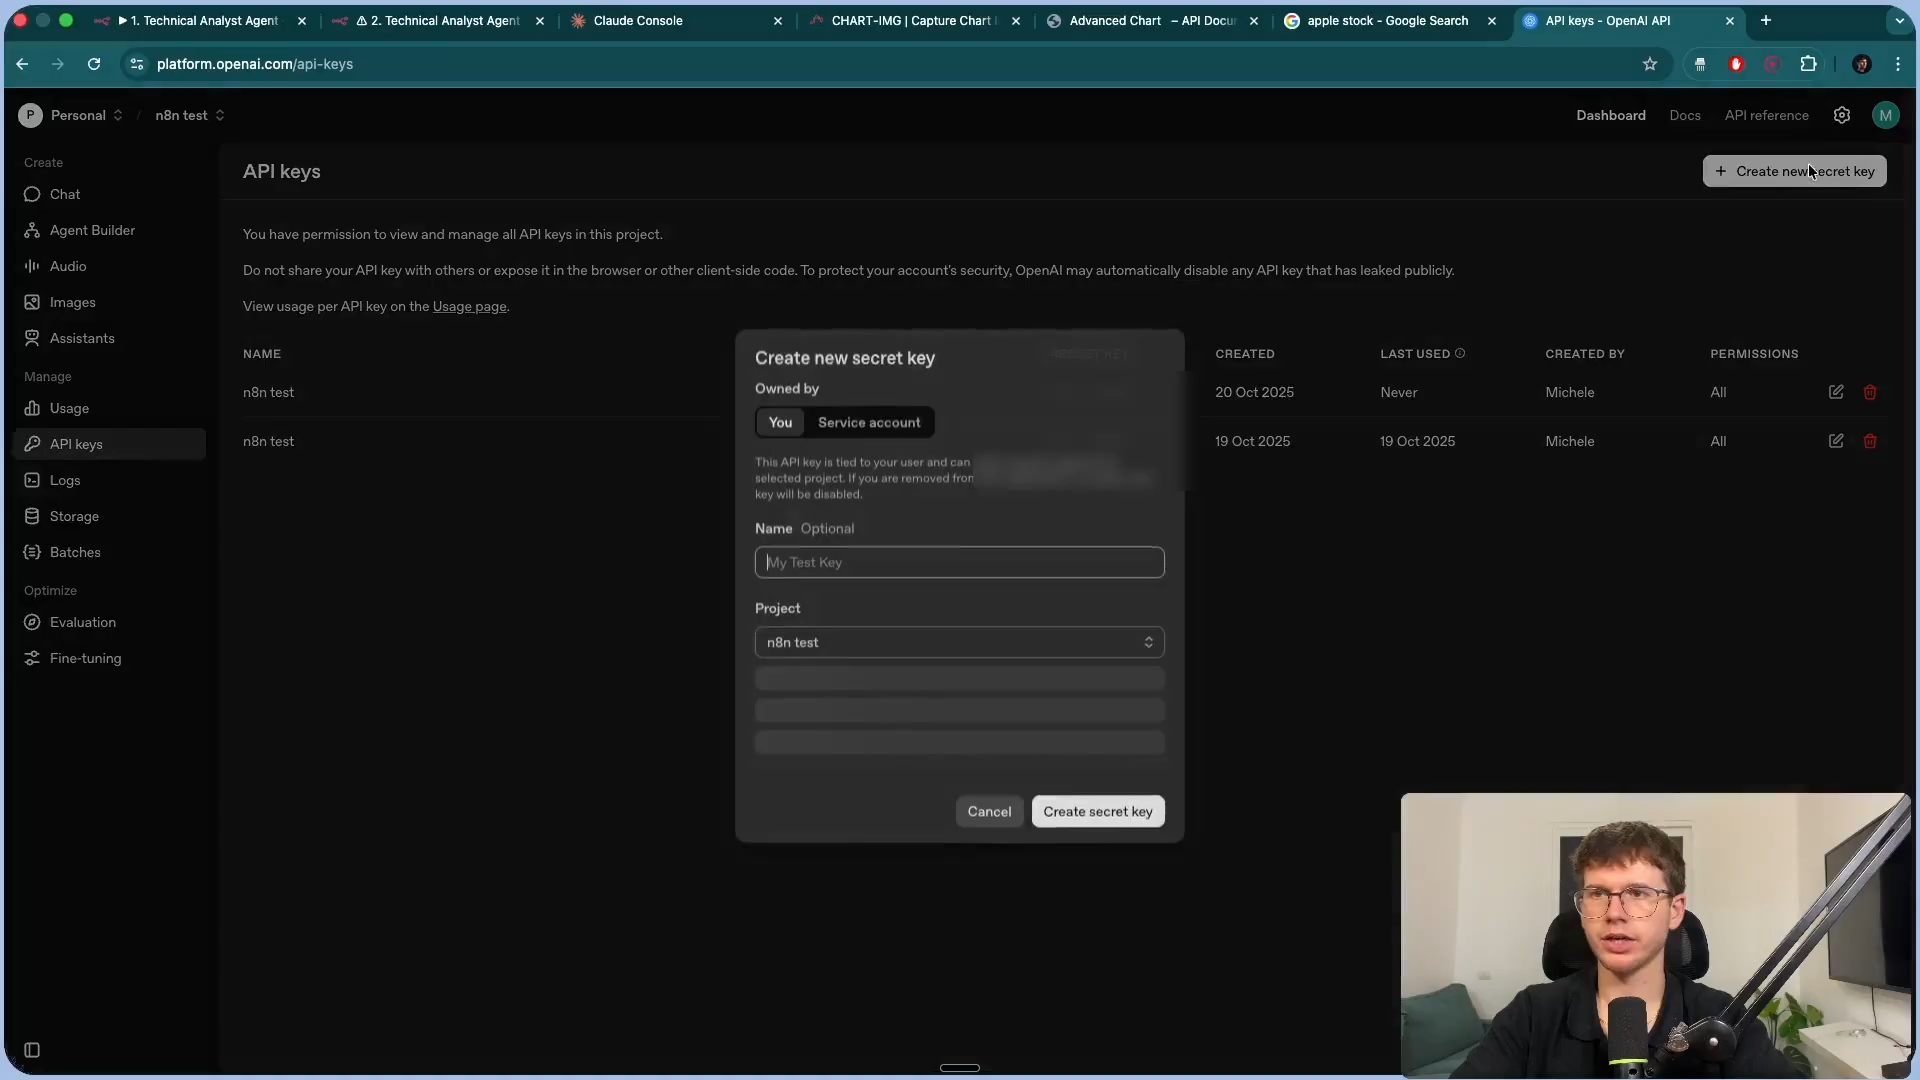 1. Technical Analyst Agent
2. Technical Analyst Agent
Claude Console
CHART-IMG | Capture Chart
Advanced Chart – API Docu
apple stock - Google Search
API keys - OpenAI API
platform.openai.com/api-keys
P Personal / n8n test
Dashboard Docs API reference M
Create
Chat
Agent Builder
Audio
Images
Assistants
Manage
Usage
API keys
Logs
Storage
Batches
Optimize
Evaluation
Fine-tuning
API keys
+ Create new secret key
You have permission to view and manage all API keys in this project.
Do not share your API key with others or expose it in the browser or other client-side code. To protect your account's security, OpenAI may automatically disable any API key that has leaked publicly.
View usage per API key on the Usage page.
NAME CREATED LAST USED CREATED BY PERMISSIONS
n8n test 20 Oct 2025 Never Michele All
n8n test 19 Oct 2025 19 Oct 2025 Michele All
Create new secret key
Owned by
You Service account
This API key is tied to your user and can
selected project. If you are removed from
key will be disabled.
Name Optional
My Test Key
Project
n8n test
Cancel Create secret key